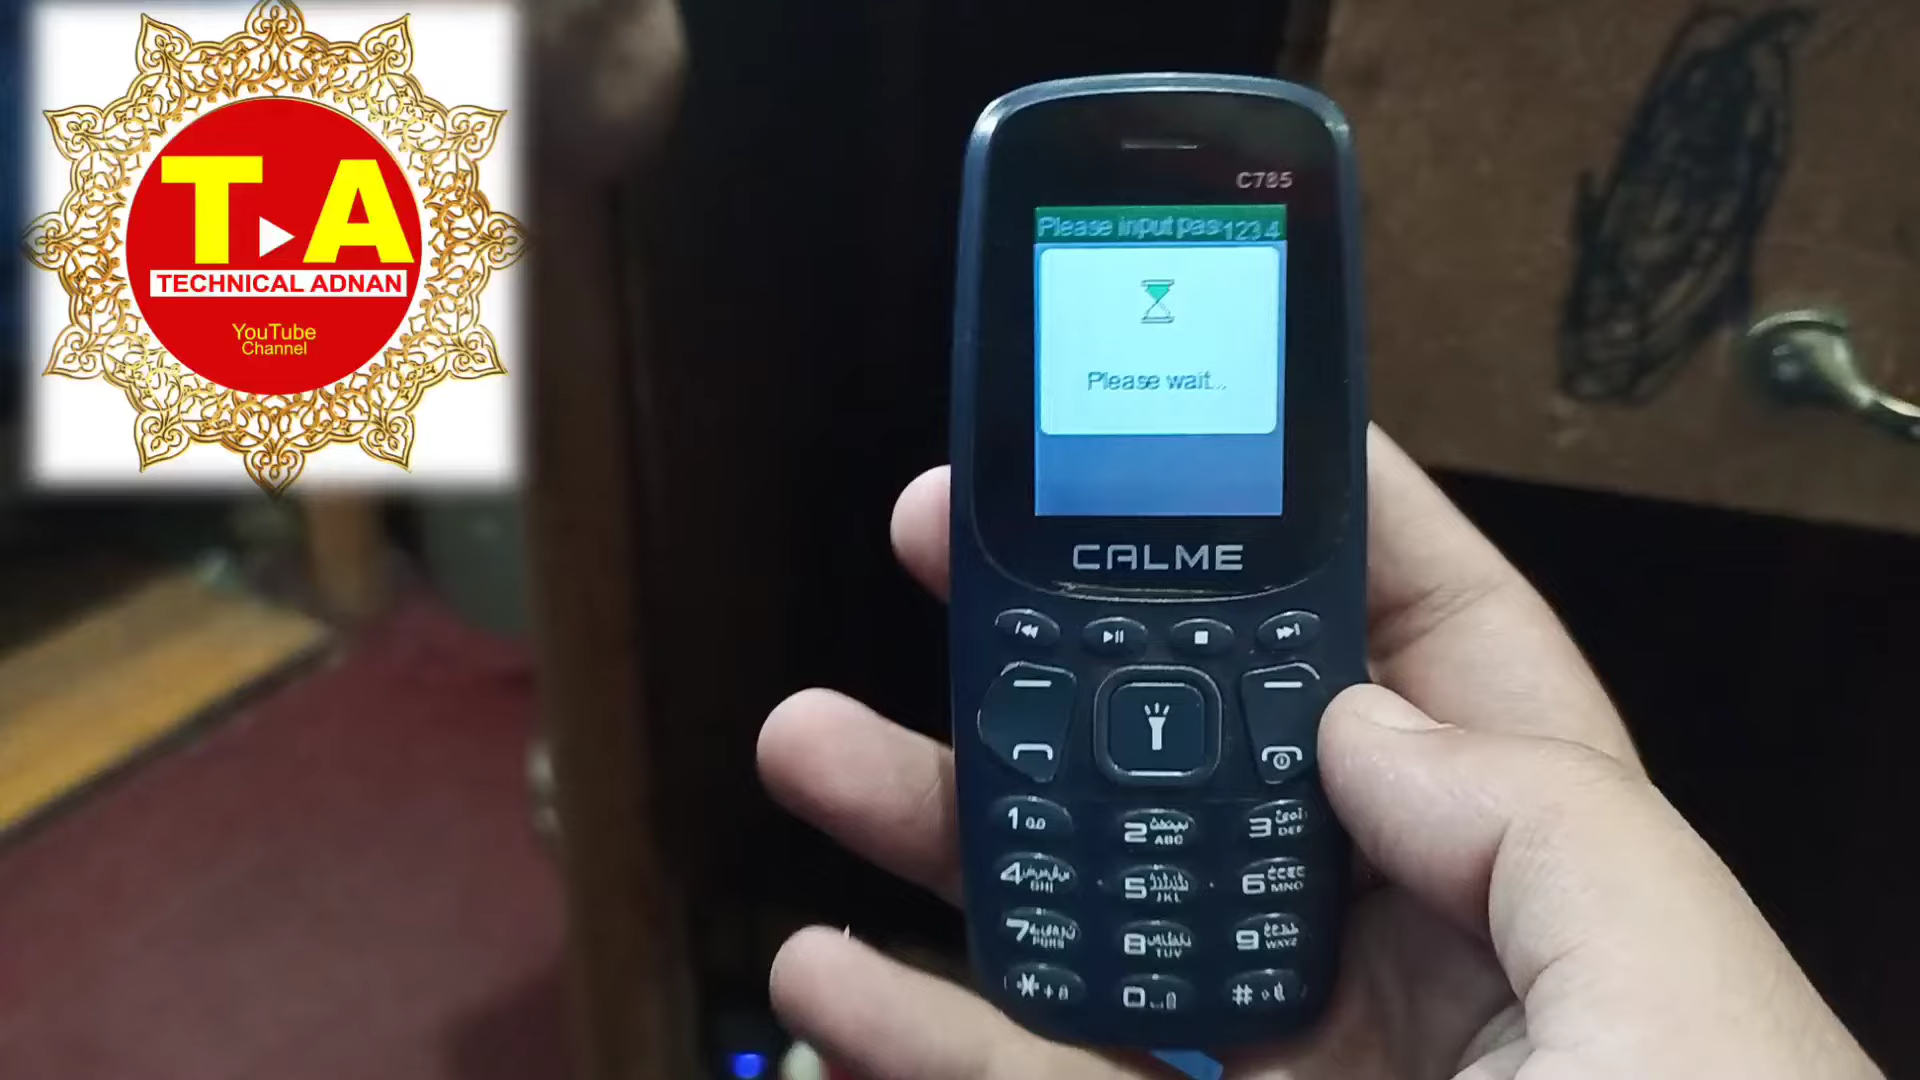 T A
TECHNICAL ADNAN
YouTube
Channel
C785
Please input pas 1234
Please wait...
CALME
1
2 ABC
3 DEF
4 GHI
5 JKL
6 MNO
7 PQRS
8 TUV
9 WXYZ
* + a
0
#